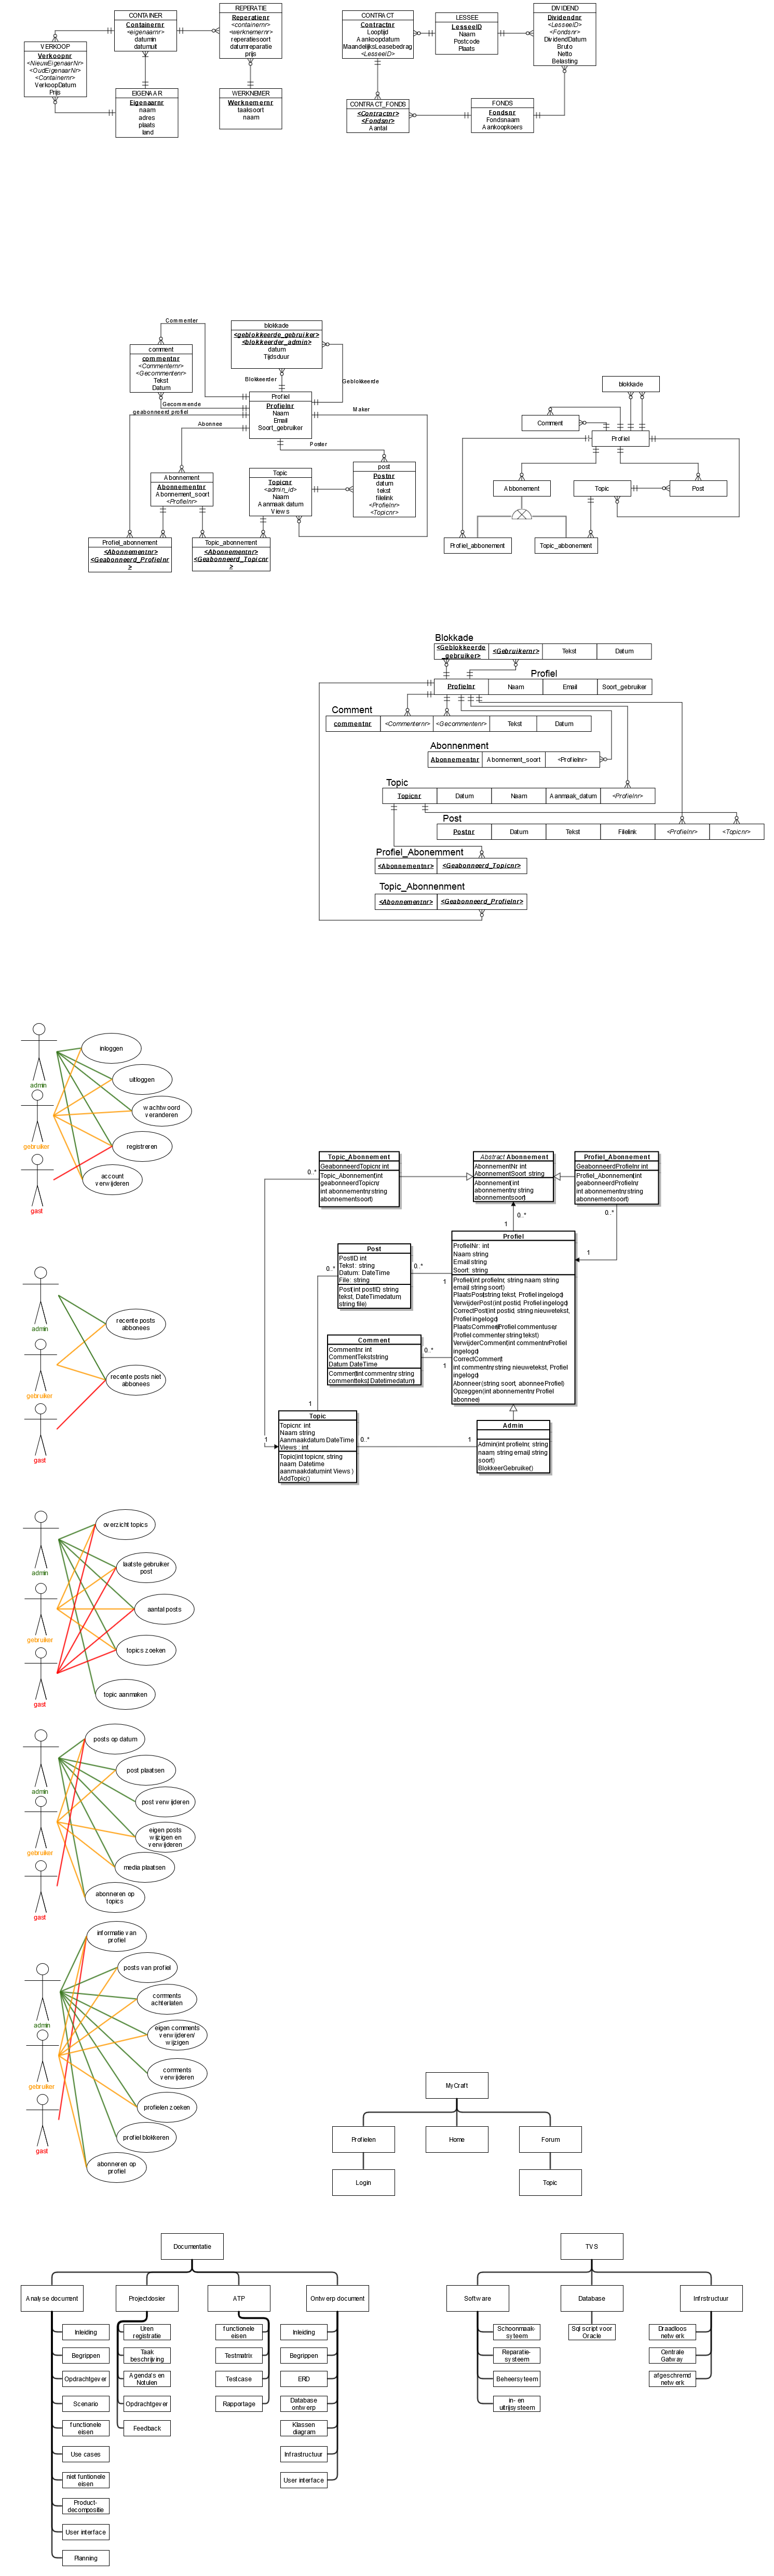 CONTAINER
Containernr
<eigenaarnr>
datumin
datumuit
REPERATIE
Reperatienr
<containernr>
<werknemernr>
reperatiesoort
datumreparatie
prijs
VERKOOP
Verkoopnr
<NieuwEigenaarNr>
<OudEigenaarNr>
<Containernr>
VerkoopDatum
Prijs
EIGENAAR
Eigenaarnr
naam
adres
plaats
land
WERKNEMER
Werknemernr
taaksoort
naam
CONTRACT
Contractnr
Looptijd
Aankoopdatum
MaandelijksLeasebedrag
<LesseeID>
LESSEE
LesseeID
Naam
Postcode
Plaats
DIVIDEND
Dividendnr
<LesseeID>
<Fondsnr>
DividendDatum
Bruto
Netto
Belasting
CONTRACT_FONDS
<Contractnr>
<Fondsnr>
Aantal
FONDS
Fondsnr
Fondsnaam
Aankoopkoers
Commenter
blokkade
<geblokkeerde_gebruiker>
<blokkeerder_admin>
datum
Tijdsduur
comment
commentnr
<Commenternr>
<Gecommentenr>
Tekst
Datum
Blokkeerder
Geblokkeerde
Profiel
Profielnr
Naam
Email
Soort_gebruiker
Gecommende
geabonneerd profiel
Maker
Abonnee
Poster
Abonnement
Abonnementnr
Abonnement_soort
<Profielnr>
Topic
Topicnr
<admin_id>
Naam
Aanmaak datum
Views
post
Postnr
datum
tekst
filelink
<Profielnr>
<Topicnr>
Profiel_abonnement
<Abonnementnr>
<Geabonneerd_Profielnr
>
Topic_abonnement
<Abonnementnr>
<Geabonneerd_Topicnr
>
blokkade
Comment
Profiel
Abbonement
Topic
Post
Profiel_abbonement
Topic_abbonement
Blokkade
<Geblokkeerde
_gebruiker>
<Gebruikernr>
Tekst
Datum
Profiel
Profielnr
Naam
Email
Soort_gebruiker
Comment
commentnr
<Commenternr>
<Gecommentenr>
Tekst
Datum
Abonnenment
Abonnementnr
Abonnement_soort
<Profielnr>
Topic
Topicnr
Datum
Naam
Aanmaak_datum
<Profielnr>
Post
Postnr
Datum
Tekst
Filelink
<Profielnr>
<Topicnr>
Profiel_Abonemment
<Abonnementnr>
<Geabonneerd_Topicnr>
Topic_Abonnenment
<Abonnementnr>
<Geabonneerd_Profielnr>
admin
gebruiker
gast
inloggen
uitloggen
wachtwoord
veranderen
registreren
account
verwijderen
Topic_Abonnement
GeabonneerdTopicnr: int
Topic_Abonnement(int
geabonneerdTopicnr,
int abonnementnr, string
abonnementsoort)
Abstract Abonnement
AbonnementNr: int
AbonnementSoort: string
Abonnement( int
abonnementnr, string
abonnementsoort)
Profiel_Abonnement
GeabonneerdProfielnr: int
Profiel_Abonnement(int
geabonneerdProfielnr,
int abonnementnr, string
abonnementsoort)
0..*
0..*
0..*
1
1
Profiel
ProfielNr: int
Naam: string
Email:string
Soort: string
Profiel(int profielnr, string naam, string
email, string soort)
PlaatsPost(string tekst, Profiel ingelogd)
VerwijderPost(int postid, Profiel ingelogd)
CorrectPost(int postid, string nieuwetekst,
Profiel ingelogd)
PlaatsComment(Profiel commentuser,
Profiel commenter, string tekst)
VerwijderComment(int commentnr, Profiel
ingelogd)
CorrectComment(
int commentnr, string nieuwetekst, Profiel
ingelogd)
Abonneer(string soort, abonnee Profiel)
Opzeggen(int abonnementnr, Profiel
abonnee)
Post
PostID: int
Tekst: string
Datum: DateTime
File: string
Post(int postID, string
tekst, DateTimedatum,
string file)
0..*
0..*
1
Comment
Commentnr: int
CommentTekst:string
Datum:DateTime
Comment(int commentnr, string
commenttekst, Datetimedatum)
0..*
1
1
Topic
Topicnr: int
Naam: string
Aanmaakdatum: DateTime
Views : int
Topic(int topicnr, string
naam, Datetime
aanmaakdatum,int Views )
AddTopic()
1
0..*
1
Admin
Admin(int profielnr, string
naam, string email, string
soort)
BlokkeerGebruiker()
admin
gebruiker
gast
recente posts
abbonees
recente posts niet
abbonees
admin
gebruiker
gast
overzicht topics
laatste gebruiker
post
aantal posts
topics zoeken
topic aanmaken
admin
gebruiker
gast
posts op datum
post plaatsen
post verwijderen
eigen posts
wijzigen en
verwijderen
media plaatsen
abonneren op
topics
admin
gebruiker
gast
informatie van
profiel
posts van profiel
comments
achterlaten
eigen comments
verwijderen/
wijzigen
comments
verwijderen
profielen zoeken
profiel blokkeren
abonneren op
profiel
MyCraft
Profielen
Home
Forum
Login
Topic
Documentatie
Analyse document
Projectdosier
ATP
Ontwerp document
Inleiding
Begrippen
Opdrachtgever
Scenario
functionele
eisen
Use cases
niet funtionele
eisen
Product-
decompositie
User interface
Planning
Uren
registratie
Taak
beschrijving
Agenda's en
Notulen
Opdrachtgever
Feedback
functionele
eisen
Testmatrix
Testcase
Rapportage
Inleiding
Begrippen
ERD
Database
ontwerp
Klassen
diagram
Infrastructuur
User interface
TVS
Software
Database
Infrstructuur
Schoonmaak-
syteem
Reparatie-
systeem
Beheersyteem
in- en
uitrijsysteem
Sql script voor
Oracle
Draadloos
netwerk
Centrale
Gatway
afgeschremd
netwerk